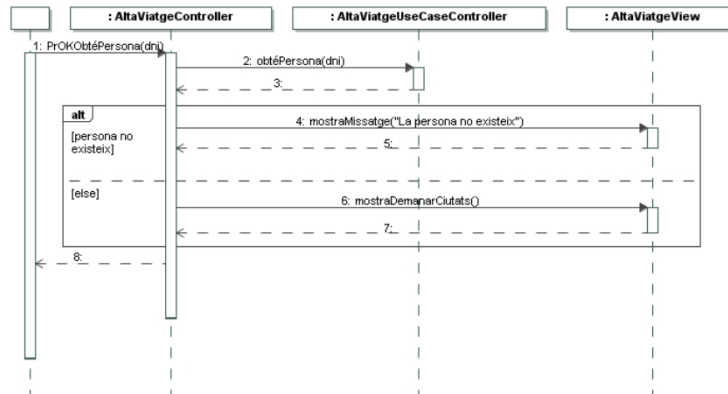 : AltaViatgeController
: AltaViatgeUseCaseController
: AltaViatgeView
1: PrOKObtéPersona(dni)
2: obtéPersona(dni)
3:
alt
4: mostraMissatge("La persona no existeix")
[persona no
existeix]
5:
[else]
6: mostraDemanarCiutats()
7:
8: